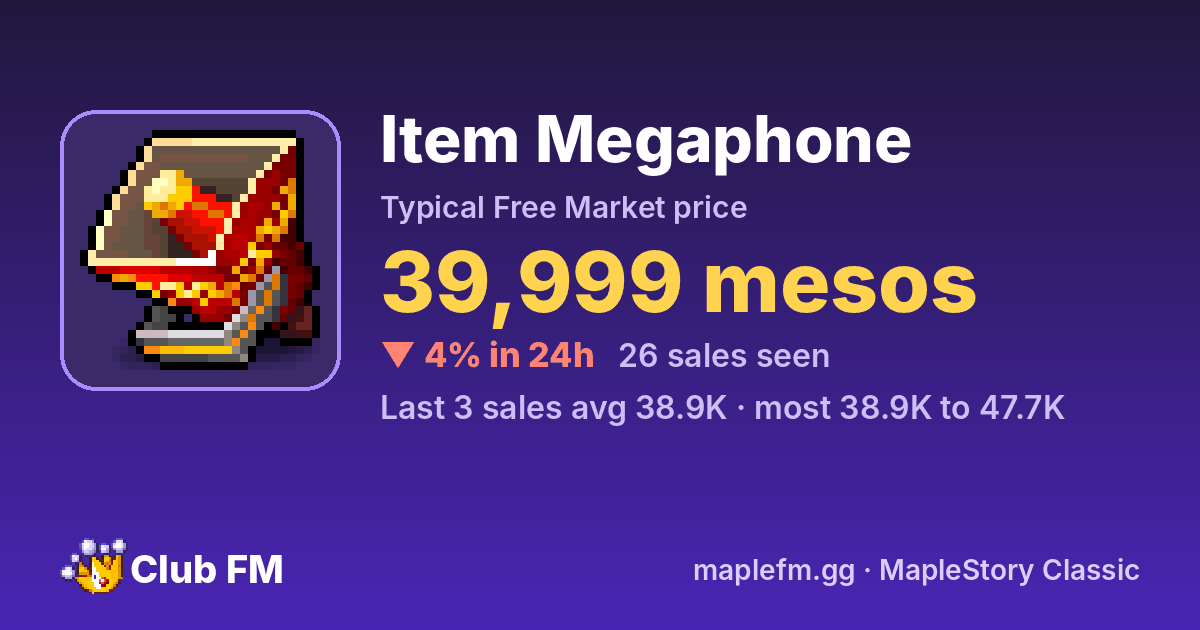 Item Megaphone
Typical Free Market price
39,999 mesos
▼ 4% in 24h 26 sales seen
Last 3 sales avg 38.9K · most 38.9K to 47.7K
Club FM
maplefm.gg · MapleStory Classic